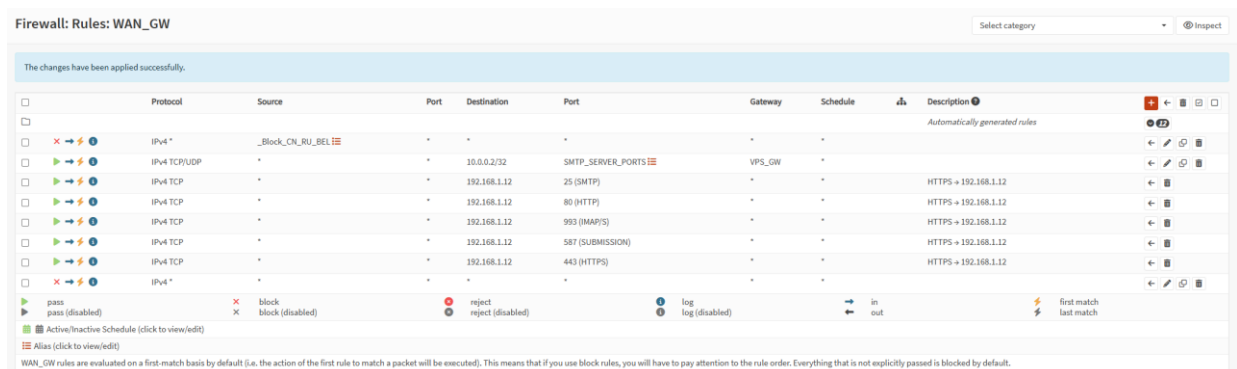 Firewall: Rules: WAN_GW
Select category
Inspect
The changes have been applied successfully.
Protocol Source Port Destination Port Gateway Schedule Description
Automatically generated rules 12
IPv4 * _Block_CN_RU_BEL * * * * *
IPv4 TCP/UDP * * 10.0.0.2/32 SMTP_SERVER_PORTS VPS_GW *
IPv4 TCP * * 192.168.1.12 25 (SMTP) * * HTTPS → 192.168.1.12
IPv4 TCP * * 192.168.1.12 80 (HTTP) * * HTTPS → 192.168.1.12
IPv4 TCP * * 192.168.1.12 993 (IMAP/S) * * HTTPS → 192.168.1.12
IPv4 TCP * * 192.168.1.12 587 (SUBMISSION) * * HTTPS → 192.168.1.12
IPv4 TCP * * 192.168.1.12 443 (HTTPS) * * HTTPS → 192.168.1.12
IPv4 * * * * * * *
pass block reject log in first match
pass (disabled) block (disabled) reject (disabled) log (disabled) out last match
Active/Inactive Schedule (click to view/edit)
Alias (click to view/edit)
WAN_GW rules are evaluated on a first-match basis by default (i.e. the action of the first rule to match a packet will be executed). This means that if you use block rules, you will have to pay attention to the rule order. Everything that is not explicitly passed is blocked by default.